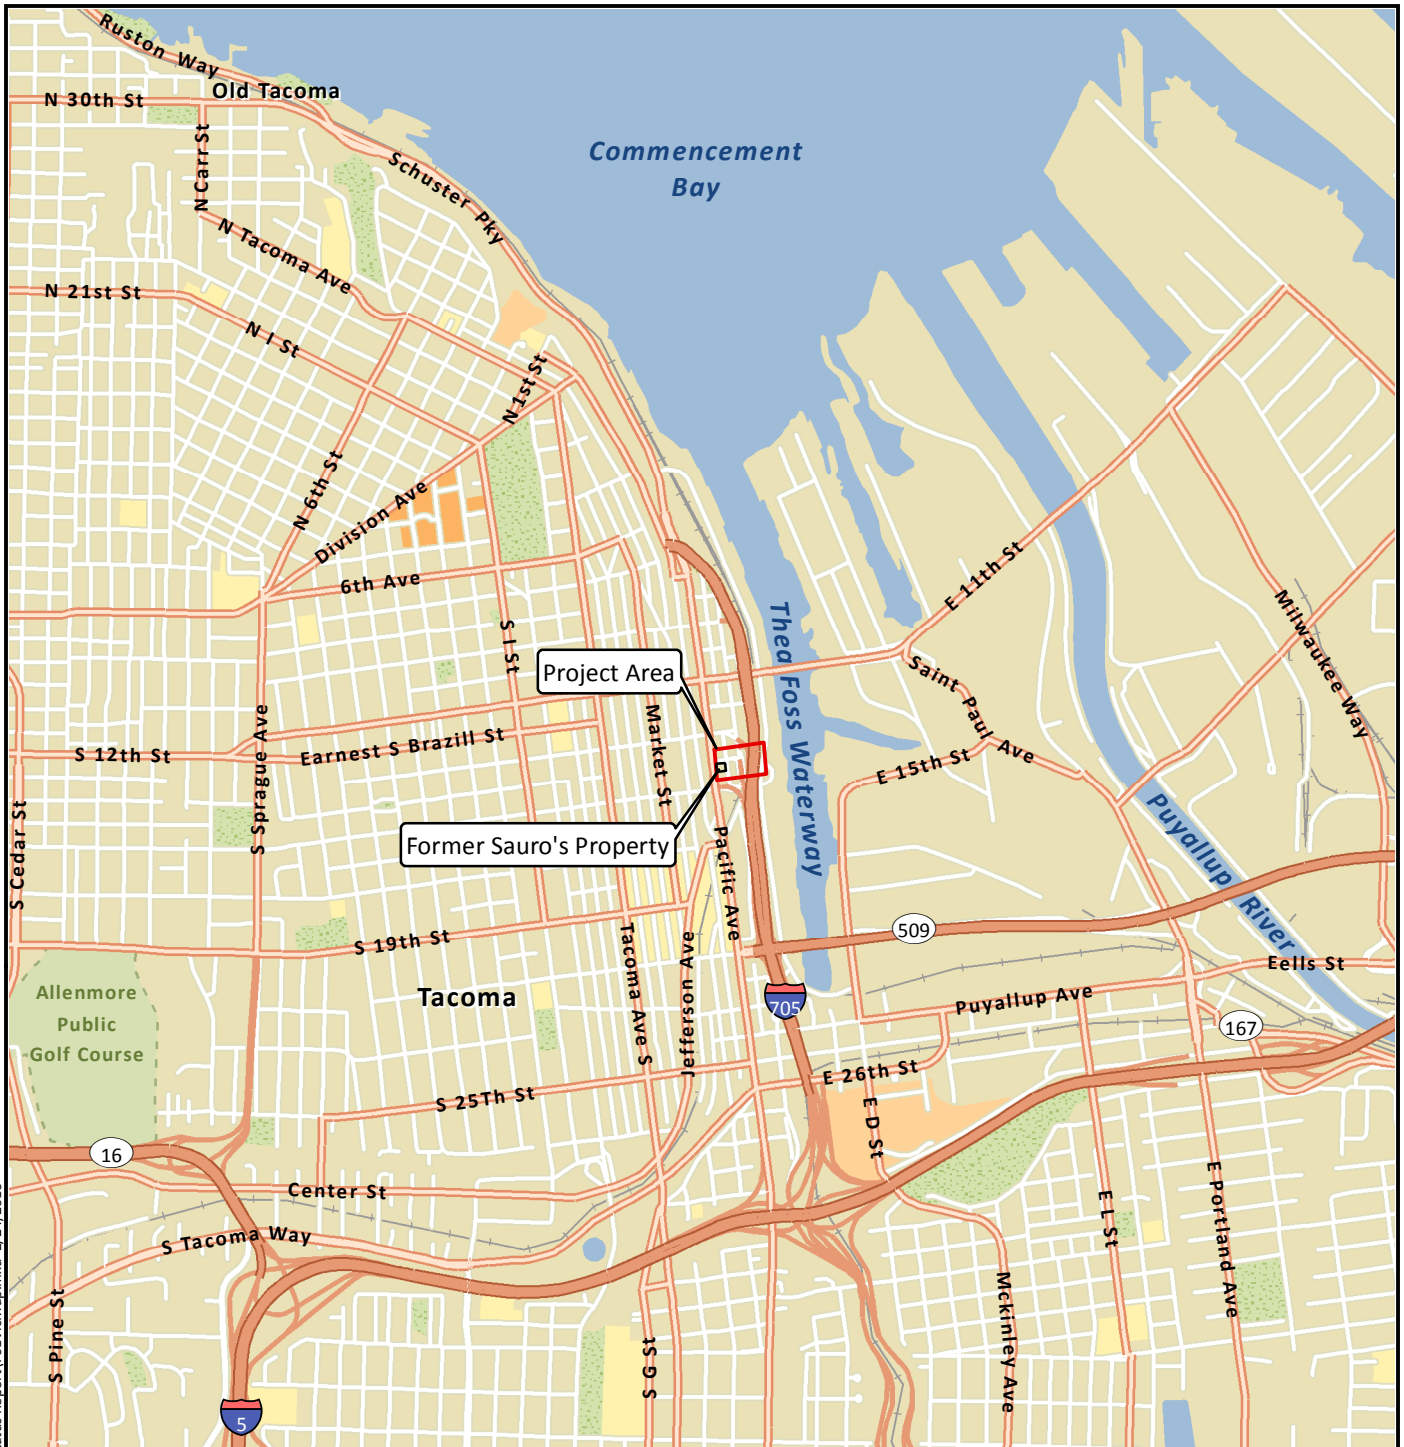 Ruston Way
Old Tacoma
N 30th St
N Carr St
Schuster Pky
Commencement
Bay
N Tacoma Ave
N 21st St
N I St
N 1st St
N 6th St
Division Ave
6th Ave
E 11th St
Milwaukee Way
Thea Foss Waterway
S I St
Project Area
Saint Paul Ave
Market St
S Sprague Ave
S 12th St
Earnest S Brazill St
E 15th St
S Cedar St
Former Sauro's Property
Pacific Ave
Puyallup River
S 19th St
Tacoma Ave S
Jefferson Ave
509
Eells St
Allenmore
Public
Golf Course
Tacoma
705
Puyallup Ave
167
E 26th St
S 25Th St
E D St
16
Center St
S Tacoma Way
E L St
E Portland Ave
Mckinley Ave
S Pine St
S G St
5